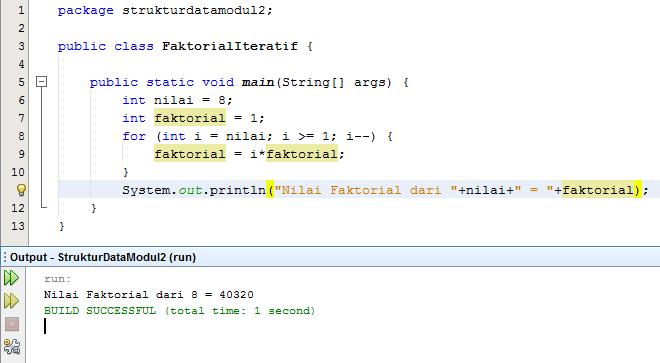 1 package strukturdatamodul2;
2
3 public class FaktorialIteratif {
4
5 public static void main(String[] args) {
6 int nilai = 8;
7 int faktorial = 1;
8 for (int i = nilai; i >= 1; i--) {
9 faktorial = i*faktorial;
10 }
System.out.println("Nilai Faktorial dari "+nilai+" = "+faktorial);
12 }
13 }
Output - StrukturDataModul2 (run)
run:
Nilai Faktorial dari 8 = 40320
BUILD SUCCESSFUL (total time: 1 second)